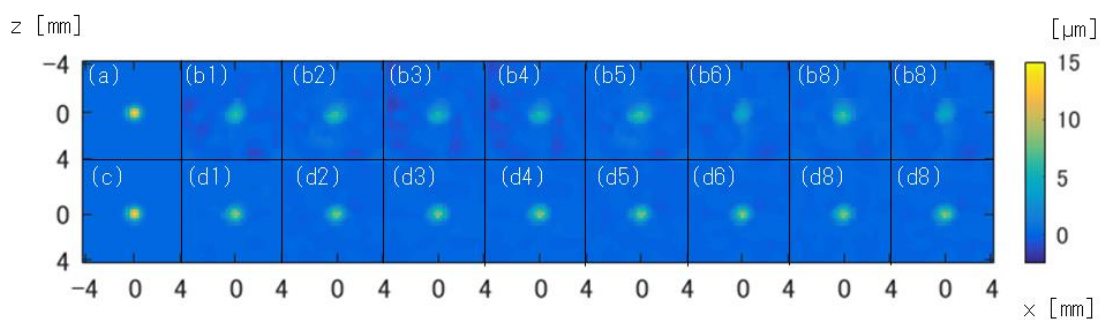 z [mm]
[μm]
−4
(a) (b1) (b2) (b3) (b4) (b5) (b6) (b8) (b8)
15
0
10
4
(c) (d1) (d2) (d3) (d4) (d5) (d6) (d8) (d8)
5
0
0
4
−4 0 4 0 4 0 4 0 4 0 4 0 4 0 4 0 4 0 4
x [mm]